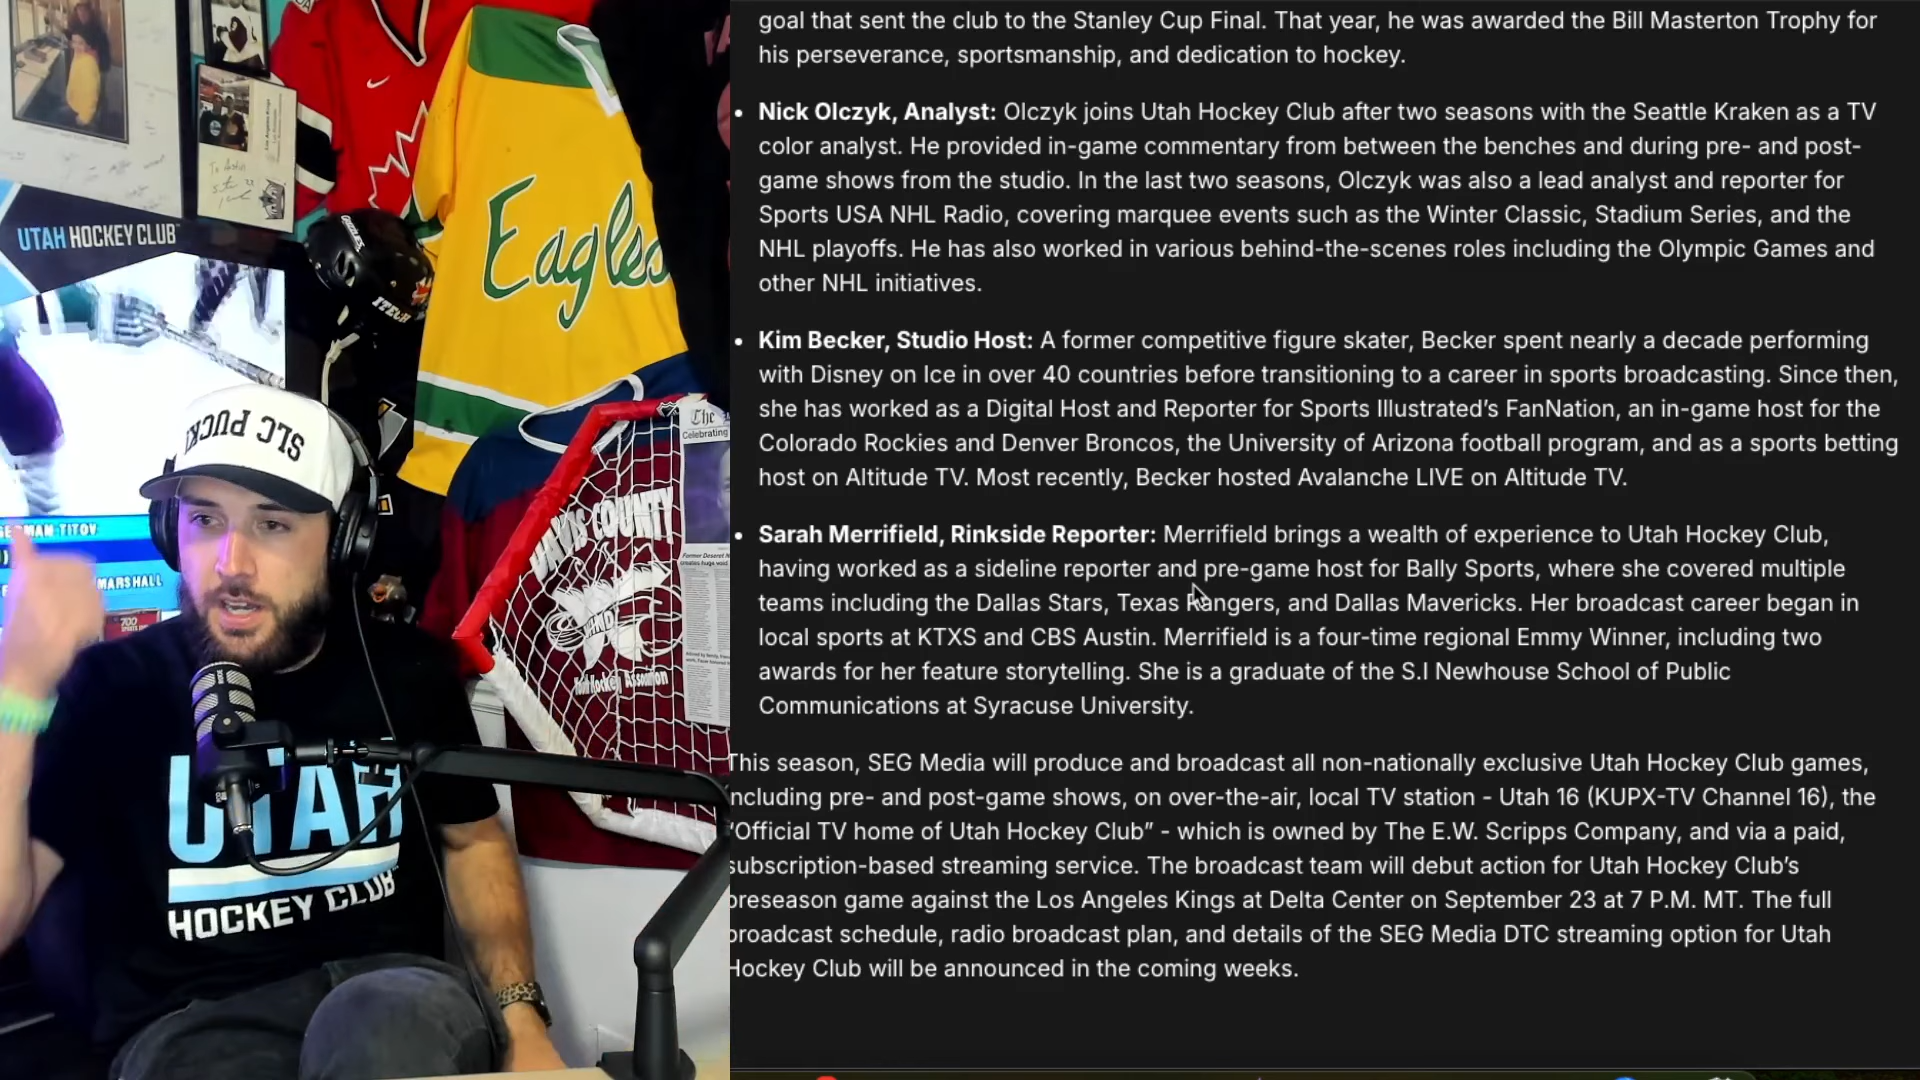 goal that sent the club to the Stanley Cup Final. That year, he was awarded the Bill Masterton Trophy for
his perseverance, sportsmanship, and dedication to hockey.
• Nick Olczyk, Analyst: Olczyk joins Utah Hockey Club after two seasons with the Seattle Kraken as a TV
color analyst. He provided in-game commentary from between the benches and during pre- and post-
game shows from the studio. In the last two seasons, Olczyk was also a lead analyst and reporter for
Sports USA NHL Radio, covering marquee events such as the Winter Classic, Stadium Series, and the
NHL playoffs. He has also worked in various behind-the-scenes roles including the Olympic Games and
other NHL initiatives.
• Kim Becker, Studio Host: A former competitive figure skater, Becker spent nearly a decade performing
with Disney on Ice in over 40 countries before transitioning to a career in sports broadcasting. Since then,
she has worked as a Digital Host and Reporter for Sports Illustrated’s FanNation, an in-game host for the
Colorado Rockies and Denver Broncos, the University of Arizona football program, and as a sports betting
host on Altitude TV. Most recently, Becker hosted Avalanche LIVE on Altitude TV.
• Sarah Merrifield, Rinkside Reporter: Merrifield brings a wealth of experience to Utah Hockey Club,
having worked as a sideline reporter and pre-game host for Bally Sports, where she covered multiple
teams including the Dallas Stars, Texas Rangers, and Dallas Mavericks. Her broadcast career began in
local sports at KTXS and CBS Austin. Merrifield is a four-time regional Emmy Winner, including two
awards for her feature storytelling. She is a graduate of the S.I Newhouse School of Public
Communications at Syracuse University.
This season, SEG Media will produce and broadcast all non-nationally exclusive Utah Hockey Club games,
ncluding pre- and post-game shows, on over-the-air, local TV station - Utah 16 (KUPX-TV Channel 16), the
“Official TV home of Utah Hockey Club” - which is owned by The E.W. Scripps Company, and via a paid,
subscription-based streaming service. The broadcast team will debut action for Utah Hockey Club’s
preseason game against the Los Angeles Kings at Delta Center on September 23 at 7 P.M. MT. The full
broadcast schedule, radio broadcast plan, and details of the SEG Media DTC streaming option for Utah
Hockey Club will be announced in the coming weeks.
UTAH HOCKEY CLUB
Eagles
ITECH
SLC PUCK
The
Celebrating
DAVIS COUNTY
Youth Hockey Association
GERMAN TITOV
MARSHALL
700
To Austin
UTAH
HOCKEY CLUB